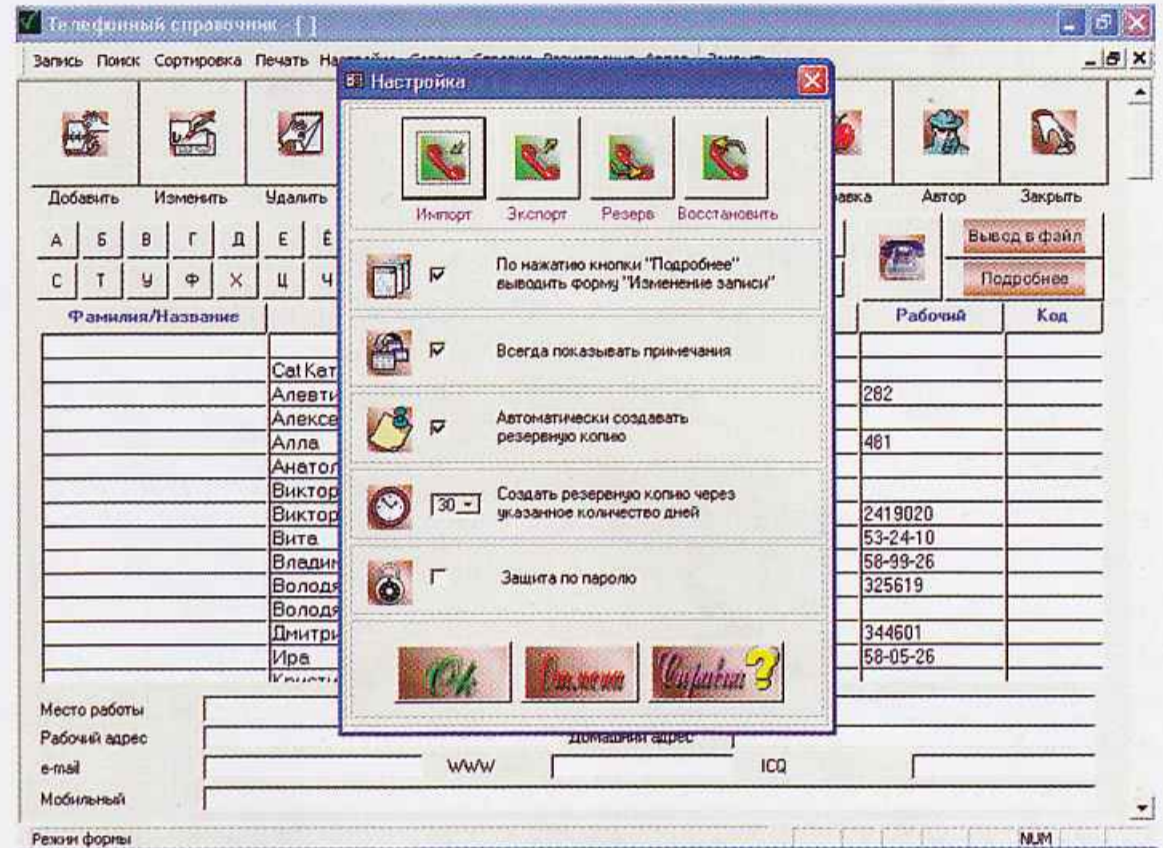 Телефонный справочник - [ ]
Запись Поиск Сортировка Печать
Настройка
Добавить Изменить Удалить
Автор Закрыть
Импорт Экспорт Резерв Восстановить
А Б В Г Д Е Ё
Вывод в файл
С Т У Ф Х Ц Ч
Подробнее
По нажатию кнопки "Подробнее"
выводить форму "Изменение записи"
Фамилия/Название Рабочий Код
Всегда показывать примечания
Cat Кат
Алевти 282
Алексе
Алла 481
Автоматически создавать
резервную копию
Анатол
Виктор
Виктор 2419020
30 Создать резервную копию через
указанное количество дней
Вита 53-24-10
Владим 58-99-26
Володя 325619
Защита по паролю
Володя
Дмитри 344601
Ира 58-05-26
Ok Отмена Справка ?
Место работы
Рабочий адрес Домашний адрес
e-mail WWW ICQ
Мобильный
Режим формы NUM